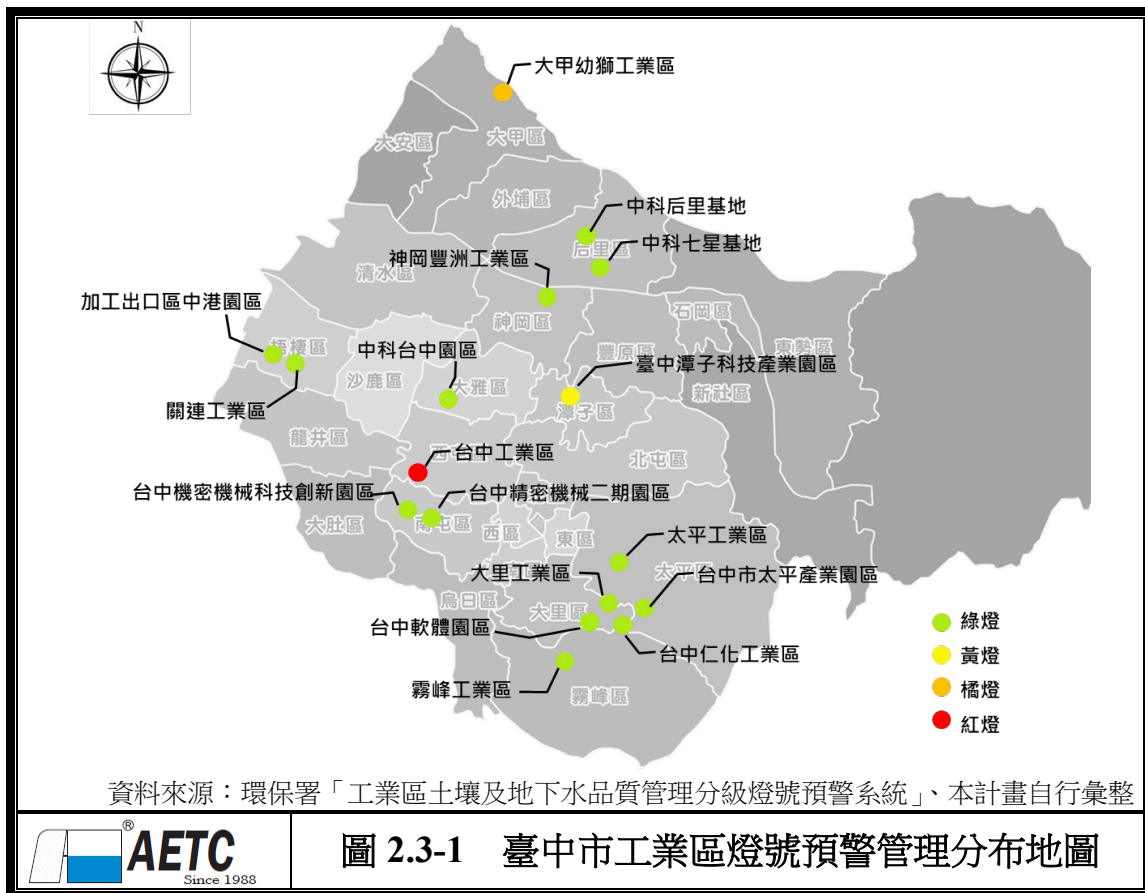 N
大甲幼獅工業區
大安區
大甲區
外埔區
中科后里基地
后里區
中科七星基地
神岡豐洲工業區
清水區
加工出口區中港園區
神岡區
石岡區
梧棲區
中科台中園區
豐原區
東勢區
臺中潭子科技產業園區
沙鹿區
大雅區
新社區
關連工業區
潭子區
龍井區
台中工業區
西
北屯區
台中機密機械科技創新園區
台中精密機械二期園區
大肚區
南屯區
西區
東區
太平工業區
大里工業區
太平區
台中市太平產業園區
烏日區
大里區
台中軟體園區
台中仁化工業區
霧峰工業區
霧峰區
綠燈
黃燈
橘燈
紅燈
資料來源：環保署「工業區土壤及地下水品質管理分級燈號預警系統」、本計畫自行彙整
®
AETC
Since 1988
圖 2.3-1 臺中市工業區燈號預警管理分布地圖